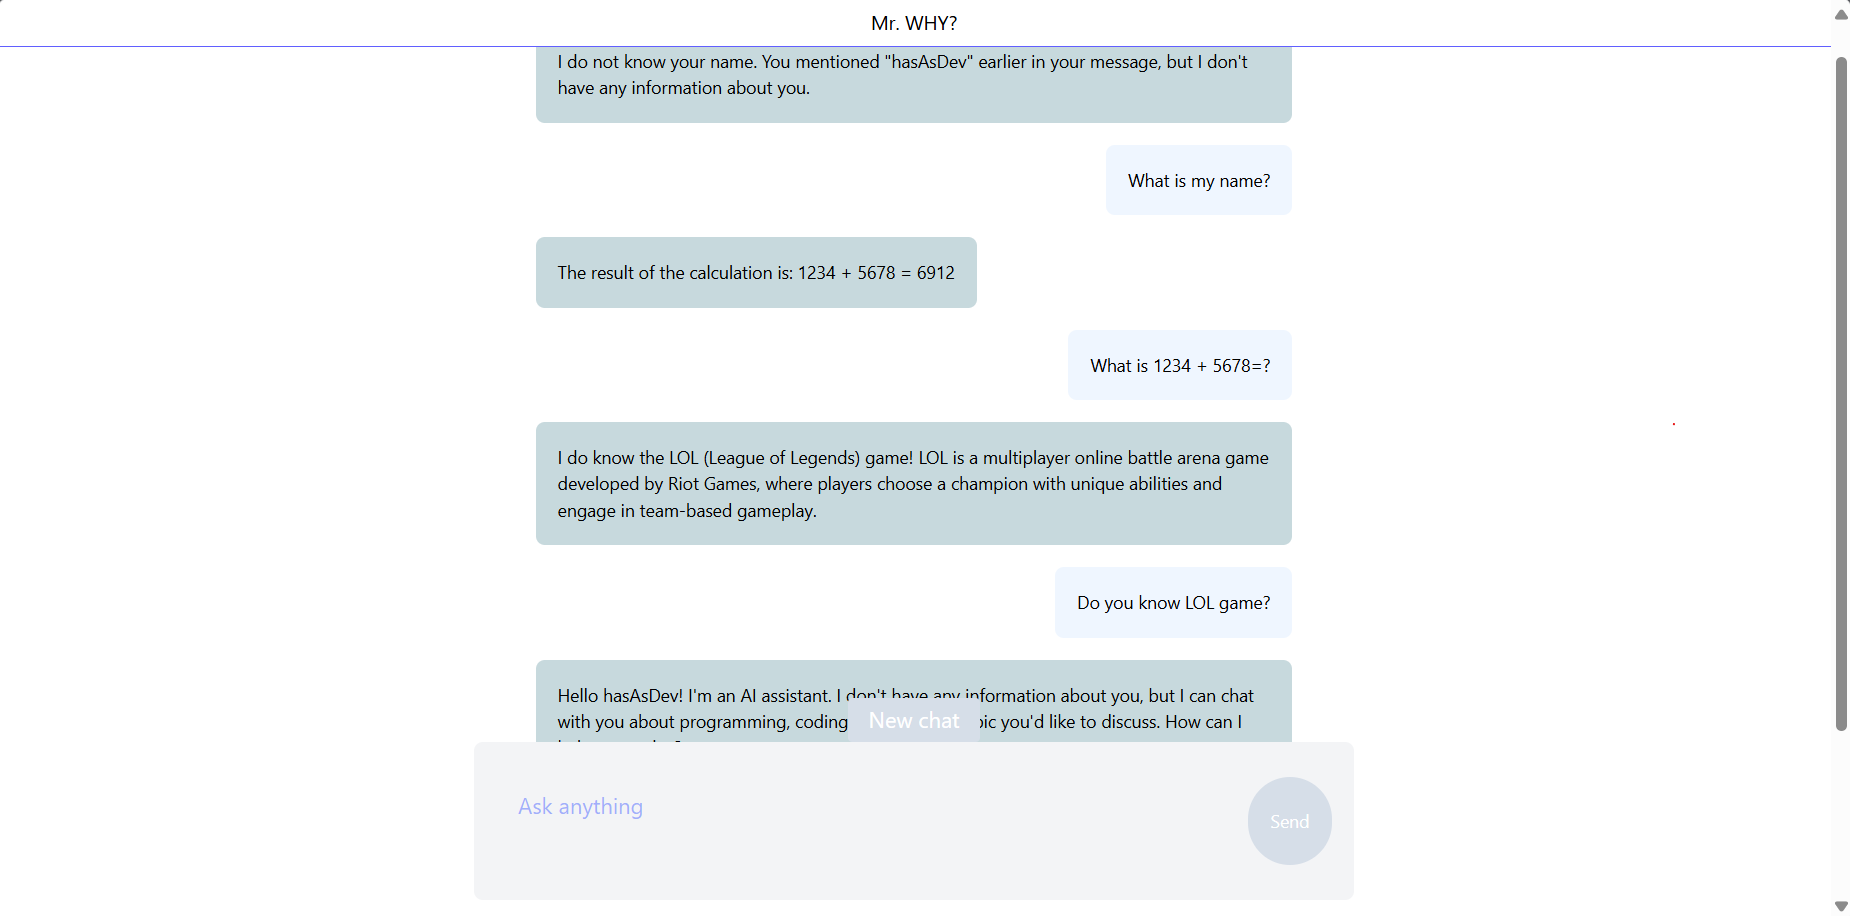 Mr. WHY?
I do not know your name. You mentioned "hasAsDev" earlier in your message, but I don't
have any information about you.
What is my name?
The result of the calculation is: 1234 + 5678 = 6912
What is 1234 + 5678=?
I do know the LOL (League of Legends) game! LOL is a multiplayer online battle arena game
developed by Riot Games, where players choose a champion with unique abilities and
engage in team-based gameplay.
Do you know LOL game?
Hello hasAsDev! I'm an AI assistant. I don't have any information about you, but I can chat
with you about programming, coding
New chat
you'd like to discuss. How can I
Ask anything
Send